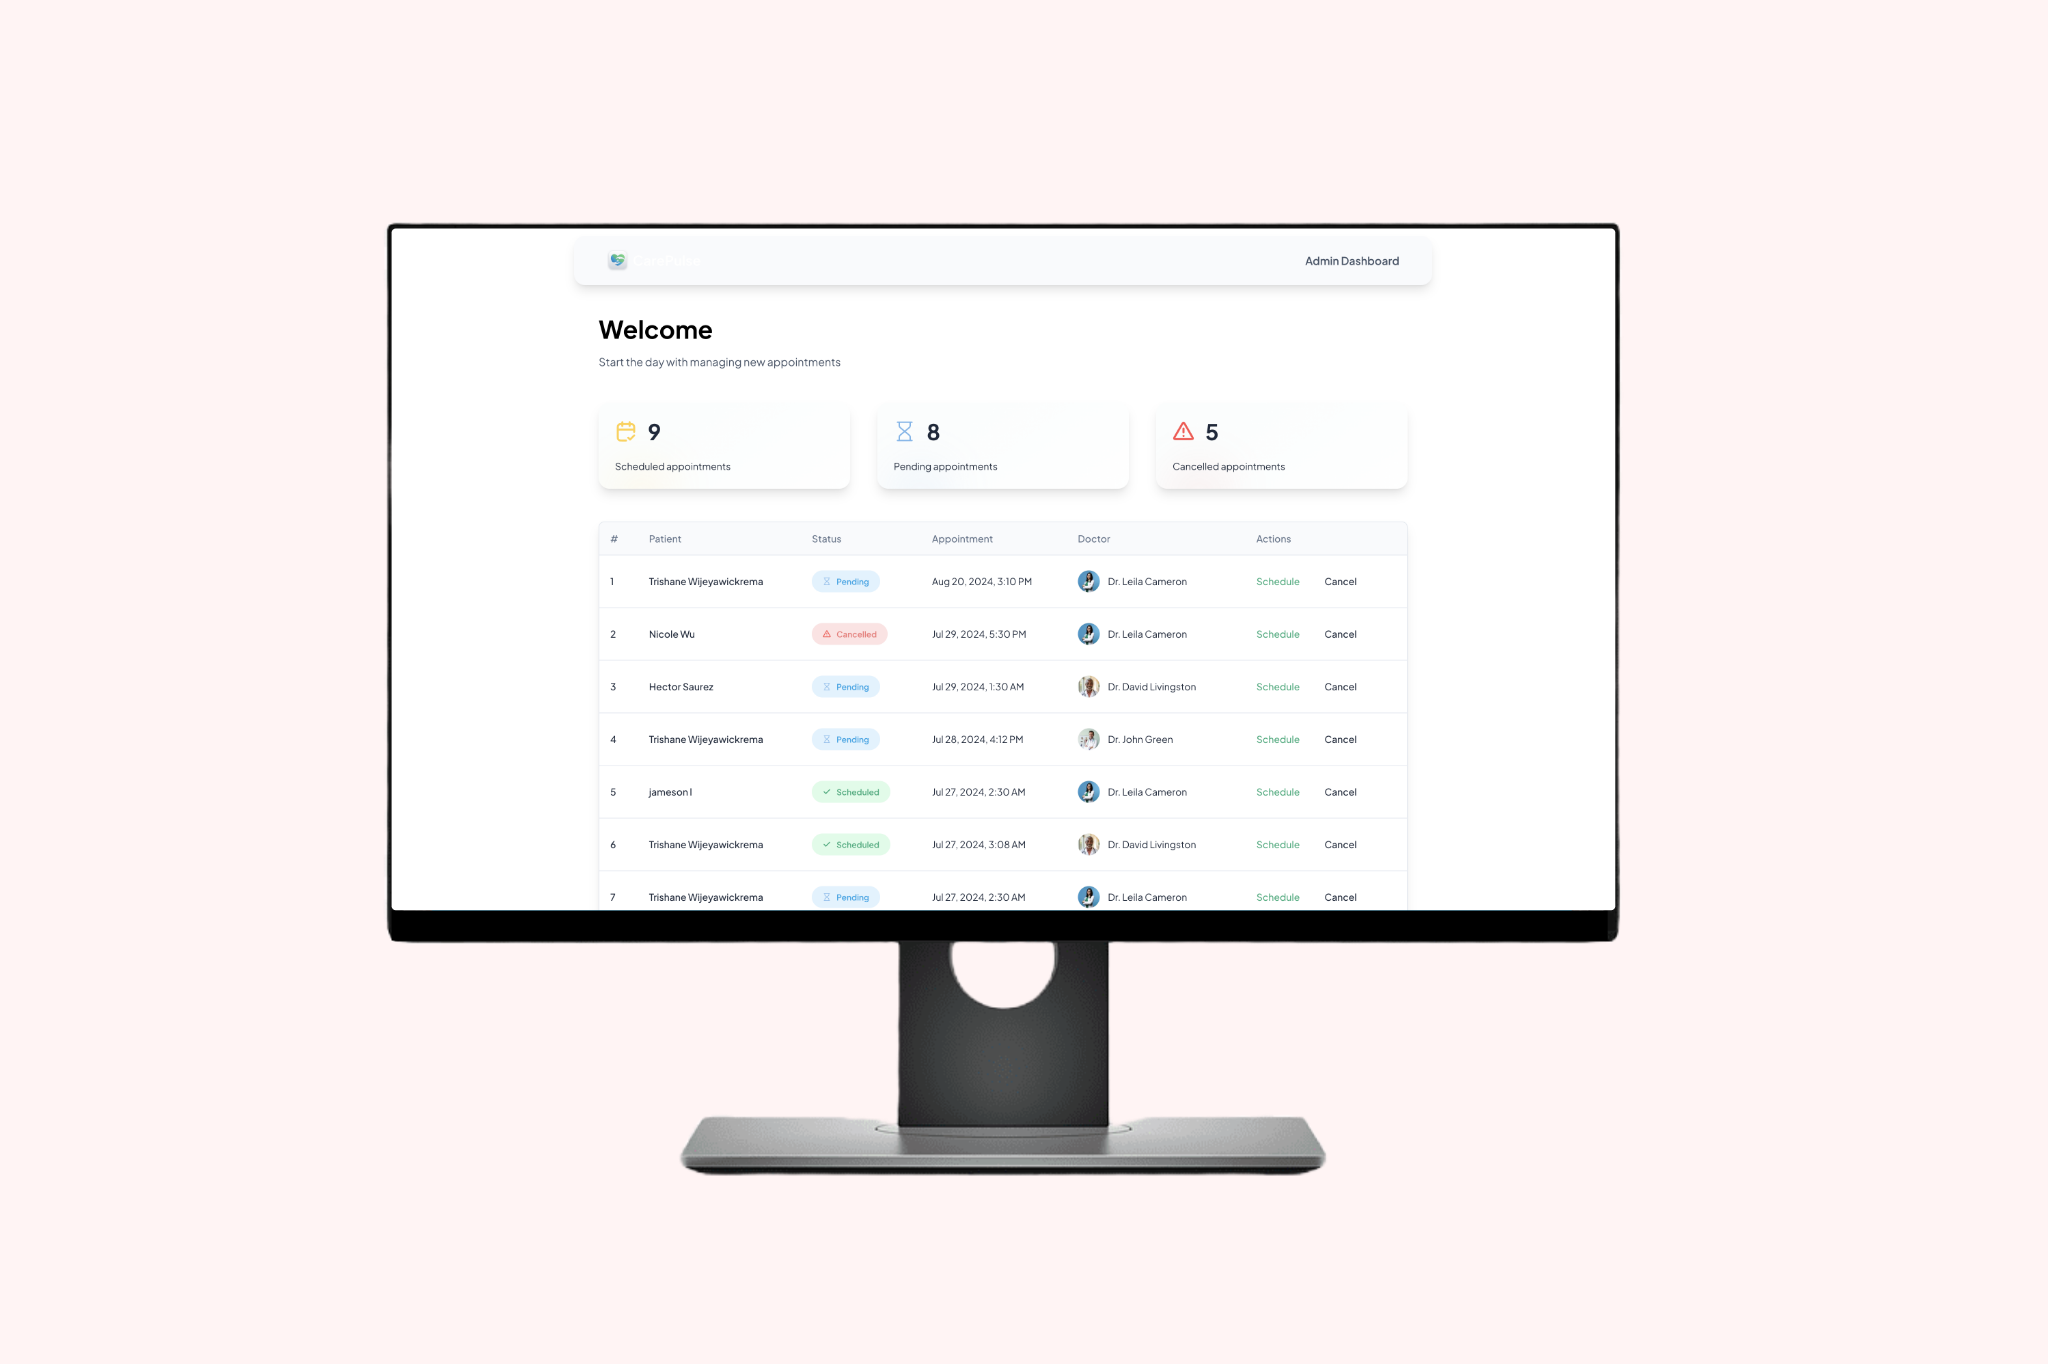 CarePulse
Admin Dashboard
Welcome
Start the day with managing new appointments
9
Scheduled appointments
8
Pending appointments
5
Cancelled appointments
# Patient Status Appointment Doctor Actions
1 Trishane Wijeyawickrema Pending Aug 20, 2024, 3:10 PM Dr. Leila Cameron Schedule Cancel
2 Nicole Wu Cancelled Jul 29, 2024, 5:30 PM Dr. Leila Cameron Schedule Cancel
3 Hector Saurez Pending Jul 29, 2024, 1:30 AM Dr. David Livingston Schedule Cancel
4 Trishane Wijeyawickrema Pending Jul 28, 2024, 4:12 PM Dr. John Green Schedule Cancel
5 jameson l Scheduled Jul 27, 2024, 2:30 AM Dr. Leila Cameron Schedule Cancel
6 Trishane Wijeyawickrema Scheduled Jul 27, 2024, 3:08 AM Dr. David Livingston Schedule Cancel
7 Trishane Wijeyawickrema Pending Jul 27, 2024, 2:30 AM Dr. Leila Cameron Schedule Cancel